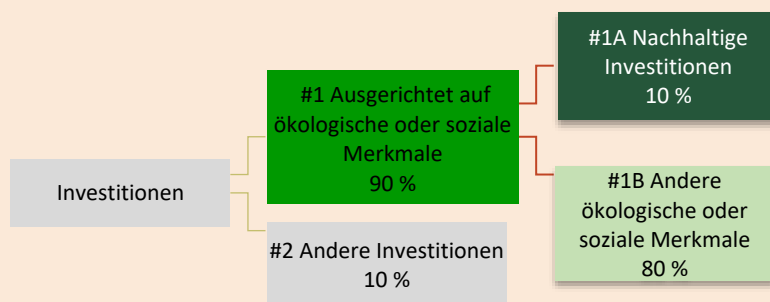 Investitionen
#1 Ausgerichtet auf
ökologische oder soziale
Merkmale
90 %
#2 Andere Investitionen
10 %
#1A Nachhaltige
Investitionen
10 %
#1B Andere
ökologische oder
soziale Merkmale
80 %